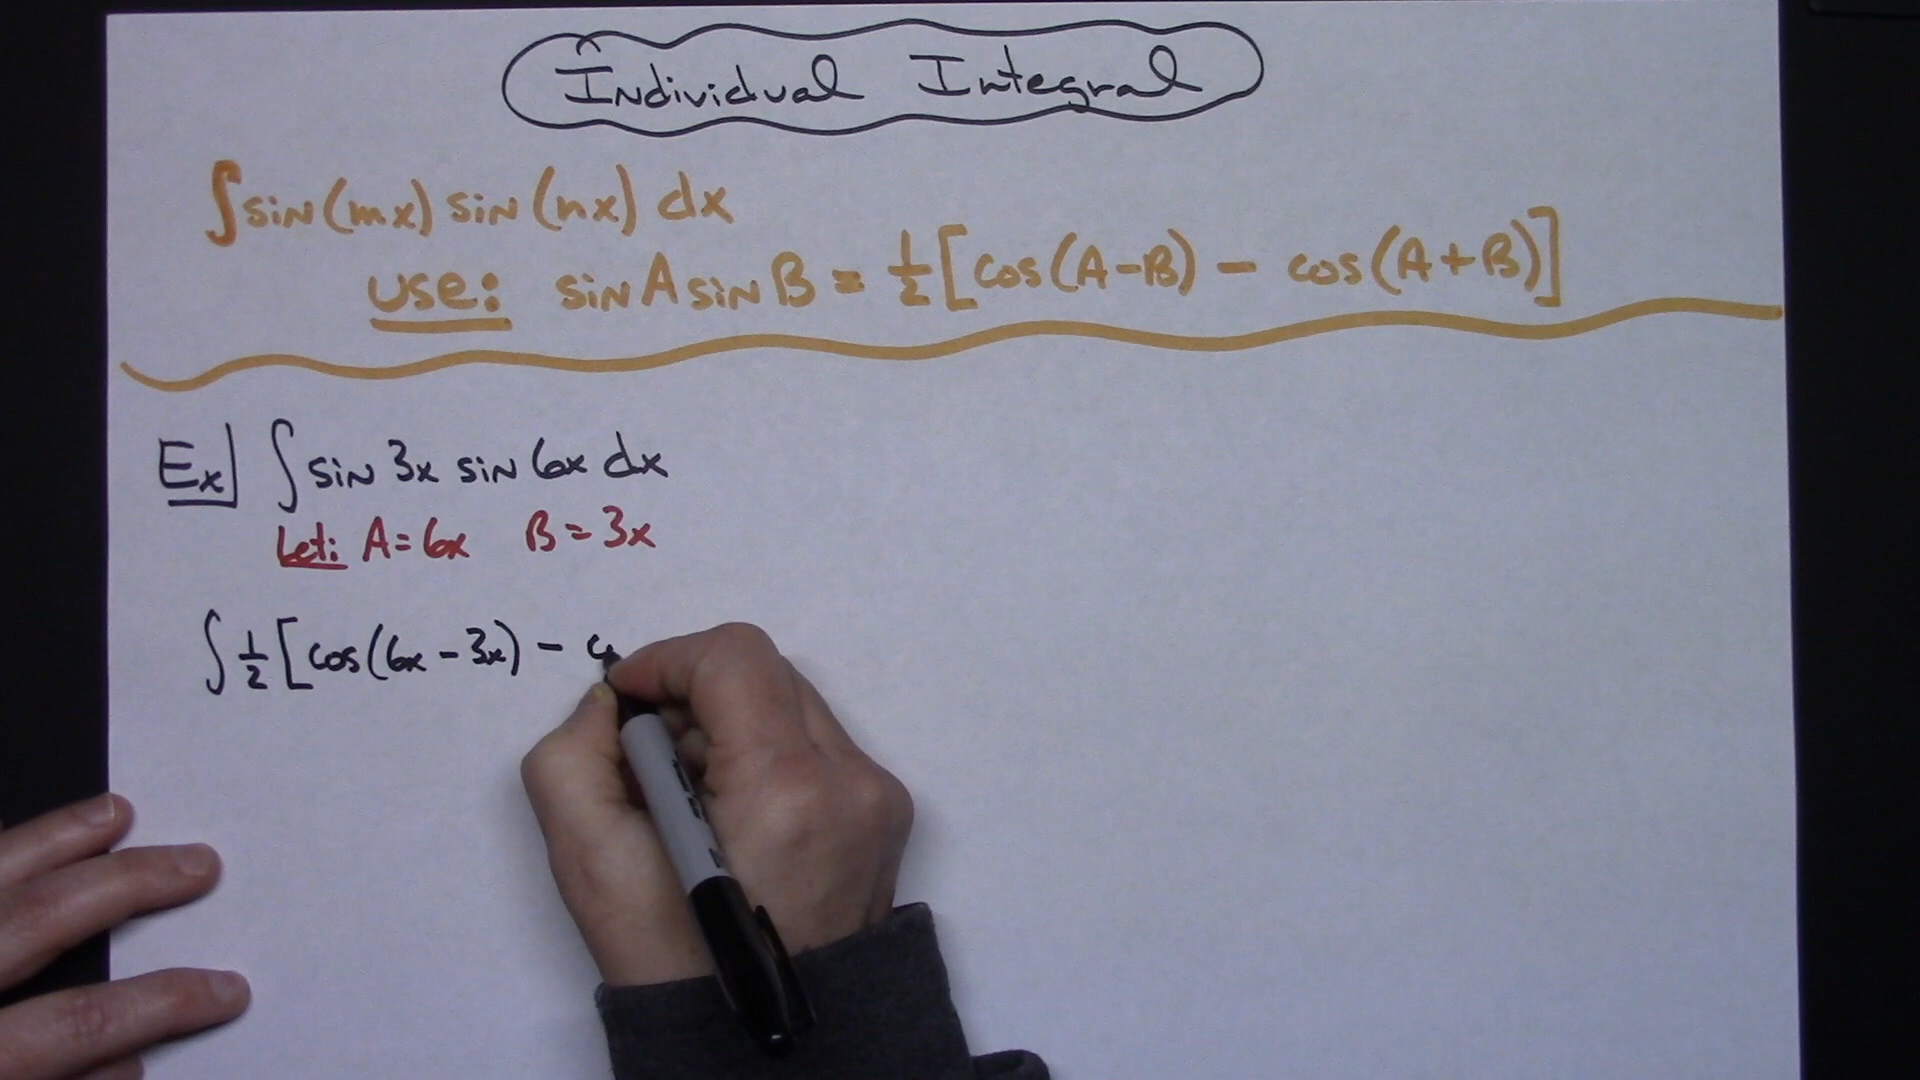 Individual Integral
∫ sin(mx) sin(nx) dx
use: sin A sin B = 1/2 [cos(A-B) - cos(A+B)]
Ex ∫ sin 3x sin 6x dx
Let: A = 6x B = 3x
∫ 1/2 [cos(6x - 3x) -